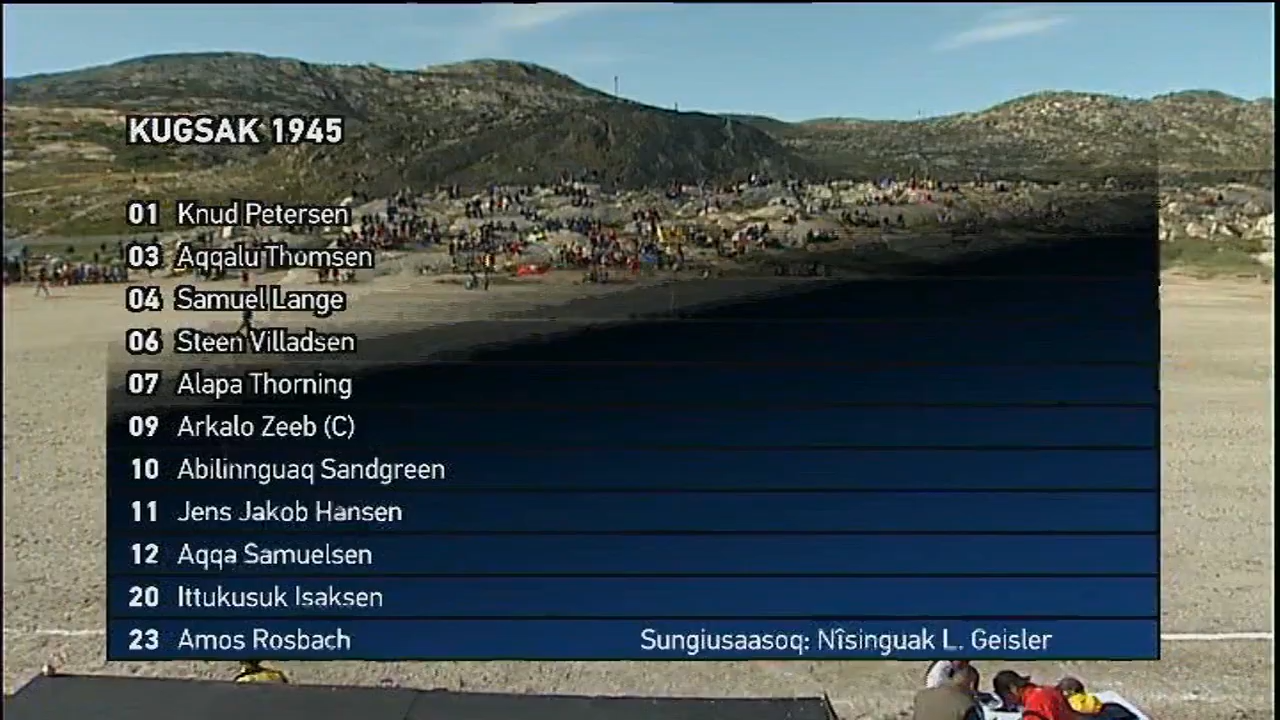 KUGSAK 1945
01 Knud Petersen
03 Aqqalu Thomsen
04 Samuel Lange
06 Steen Villadsen
07 Alapa Thorning
09 Arkalo Zeeb (C)
10 Abilinnguaq Sandgreen
11 Jens Jakob Hansen
12 Aqqa Samuelsen
20 Ittukusuk Isaksen
23 Amos Rosbach Sungiusaasoq: Nîsinguak L. Geisler